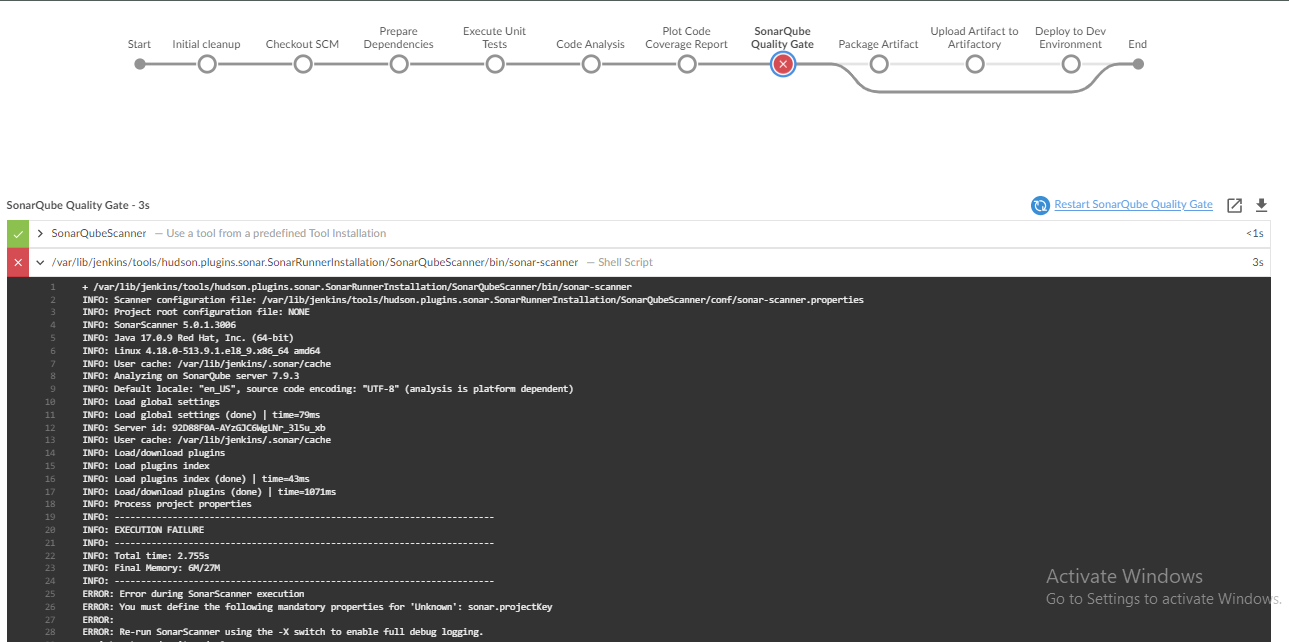 Start
Initial cleanup
Checkout SCM
Prepare
Dependencies
Execute Unit
Tests
Code Analysis
Plot Code
Coverage Report
SonarQube
Quality Gate
Package Artifact
Upload Artifact to
Artifactory
Deploy to Dev
Environment
End
SonarQube Quality Gate - 3s
Restart SonarQube Quality Gate
SonarQubeScanner — Use a tool from a predefined Tool Installation <1s
/var/lib/jenkins/tools/hudson.plugins.sonar.SonarRunnerInstallation/SonarQubeScanner/bin/sonar-scanner — Shell Script 3s
1 + /var/lib/jenkins/tools/hudson.plugins.sonar.SonarRunnerInstallation/SonarQubeScanner/bin/sonar-scanner
2 INFO: Scanner configuration file: /var/lib/jenkins/tools/hudson.plugins.sonar.SonarRunnerInstallation/SonarQubeScanner/conf/sonar-scanner.properties
3 INFO: Project root configuration file: NONE
4 INFO: SonarScanner 5.0.1.3006
5 INFO: Java 17.0.9 Red Hat, Inc. (64-bit)
6 INFO: Linux 4.18.0-513.9.1.el8_9.x86_64 amd64
7 INFO: User cache: /var/lib/jenkins/.sonar/cache
8 INFO: Analyzing on SonarQube server 7.9.3
9 INFO: Default locale: "en_US", source code encoding: "UTF-8" (analysis is platform dependent)
10 INFO: Load global settings
11 INFO: Load global settings (done) | time=79ms
12 INFO: Server id: 92D88F0A-AYzGJC6WgLNr_3l5u_xb
13 INFO: User cache: /var/lib/jenkins/.sonar/cache
14 INFO: Load/download plugins
15 INFO: Load plugins index
16 INFO: Load plugins index (done) | time=43ms
17 INFO: Load/download plugins (done) | time=1071ms
18 INFO: Process project properties
19 INFO: ------------------------------------------------------------------------
20 INFO: EXECUTION FAILURE
21 INFO: ------------------------------------------------------------------------
22 INFO: Total time: 2.755s
23 INFO: Final Memory: 6M/27M
24 INFO: ------------------------------------------------------------------------
25 ERROR: Error during SonarScanner execution
26 ERROR: You must define the following mandatory properties for 'Unknown': sonar.projectKey
27 ERROR:
28 ERROR: Re-run SonarScanner using the -X switch to enable full debug logging.
Activate Windows
Go to Settings to activate Windows.